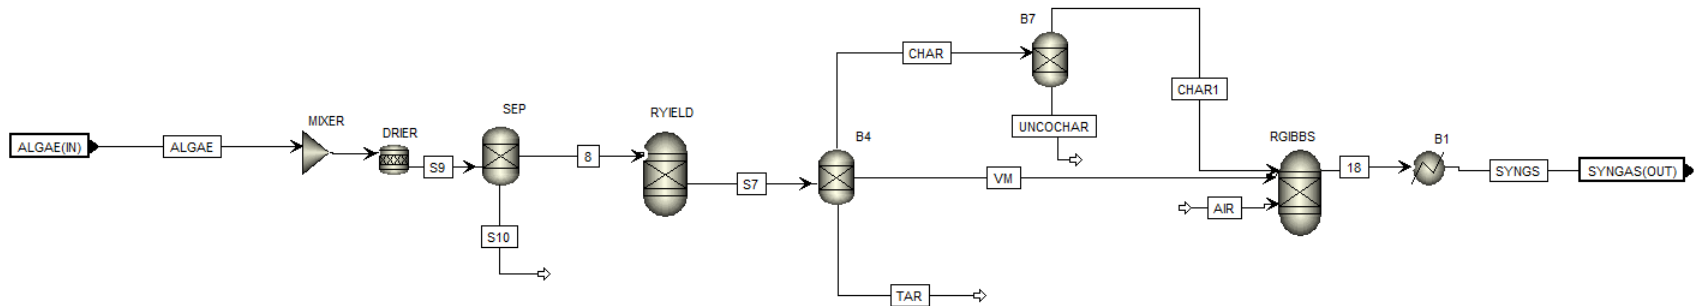 B7
CHAR
SEP
RYIELD
CHAR1
MIXER
DRIER
UNCOCHAR
B4
RGIBBS
B1
ALGAE(IN)
ALGAE
S9
8
S7
VM
18
SYNGS
SYNGAS(OUT)
AIR
S10
TAR